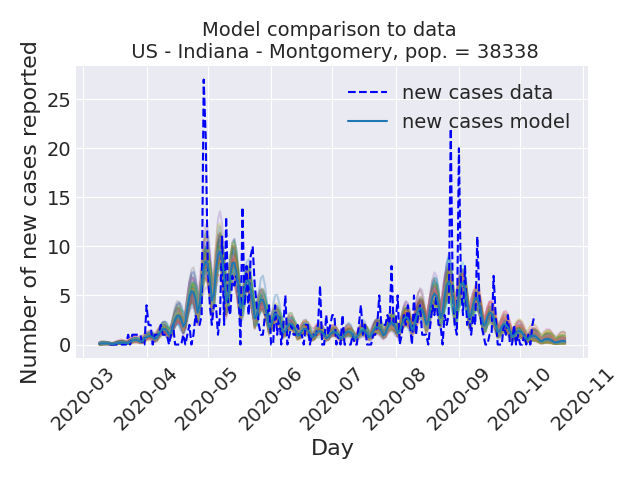 Model comparison to data
US - Indiana - Montgomery, pop. = 38338
new cases data
new cases model
Number of new cases reported
25
20
15
10
5
0
2020-03
2020-04
2020-05
2020-06
2020-07
2020-08
2020-09
2020-10
2020-11
Day